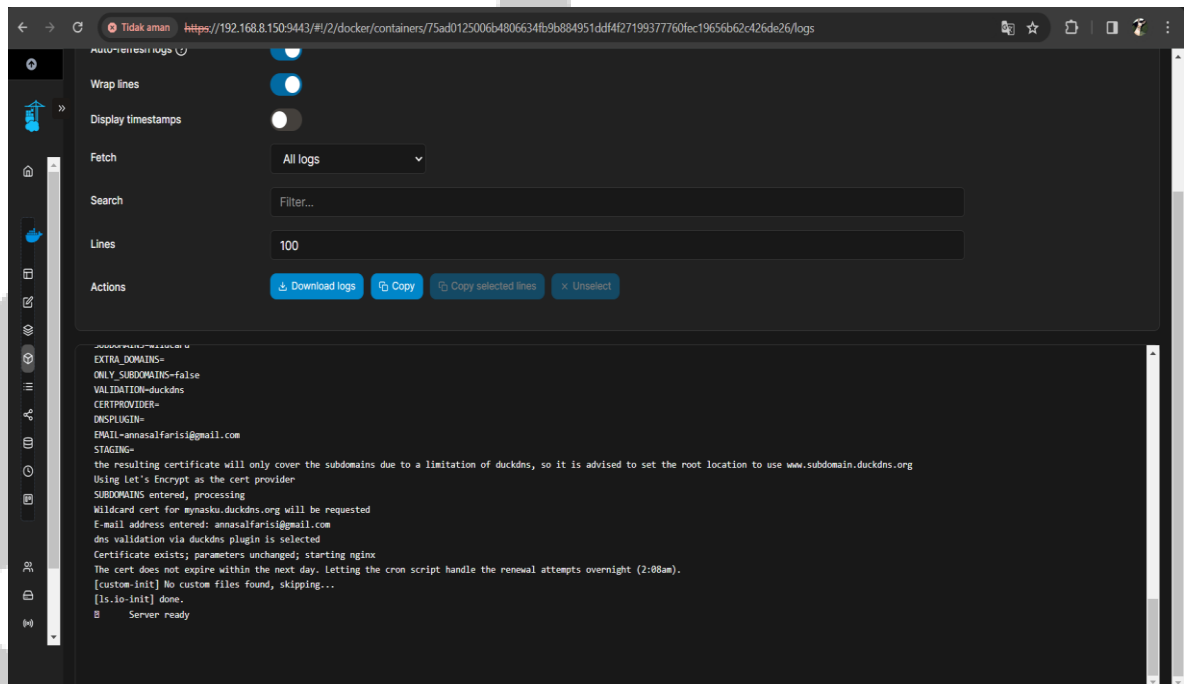 Tidak aman https://192.168.8.150:9443/#!/2/docker/containers/75ad0125006b4806634fb9b884951ddf4f27199377760fec19656b62c426de26/logs
Auto-refresh logs
Wrap lines
Display timestamps
Fetch All logs
Search Filter...
Lines 100
Actions Download logs Copy Copy selected lines Unselect
SUBDOMAINS=wildcard
EXTRA_DOMAINS=
ONLY_SUBDOMAINS=false
VALIDATION=duckdns
CERTPROVIDER=
DNSPLUGIN=
EMAIL=annasalfarisi@gmail.com
STAGING=
the resulting certificate will only cover the subdomains due to a limitation of duckdns, so it is advised to set the root location to use www.subdomain.duckdns.org
Using Let's Encrypt as the cert provider
SUBDOMAINS entered, processing
Wildcard cert for mynasku.duckdns.org will be requested
E-mail address entered: annasalfarisi@gmail.com
dns validation via duckdns plugin is selected
Certificate exists; parameters unchanged; starting nginx
The cert does not expire within the next day. Letting the cron script handle the renewal attempts overnight (2:08am).
[custom-init] No custom files found, skipping...
[ls.io-init] done.
Server ready